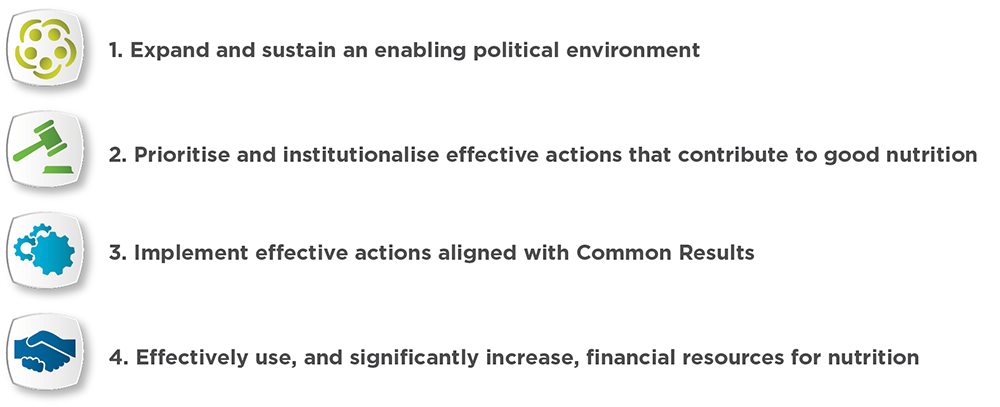 1. Expand and sustain an enabling political environment
2. Prioritise and institutionalise effective actions that contribute to good nutrition
3. Implement effective actions aligned with Common Results
4. Effectively use, and significantly increase, financial resources for nutrition